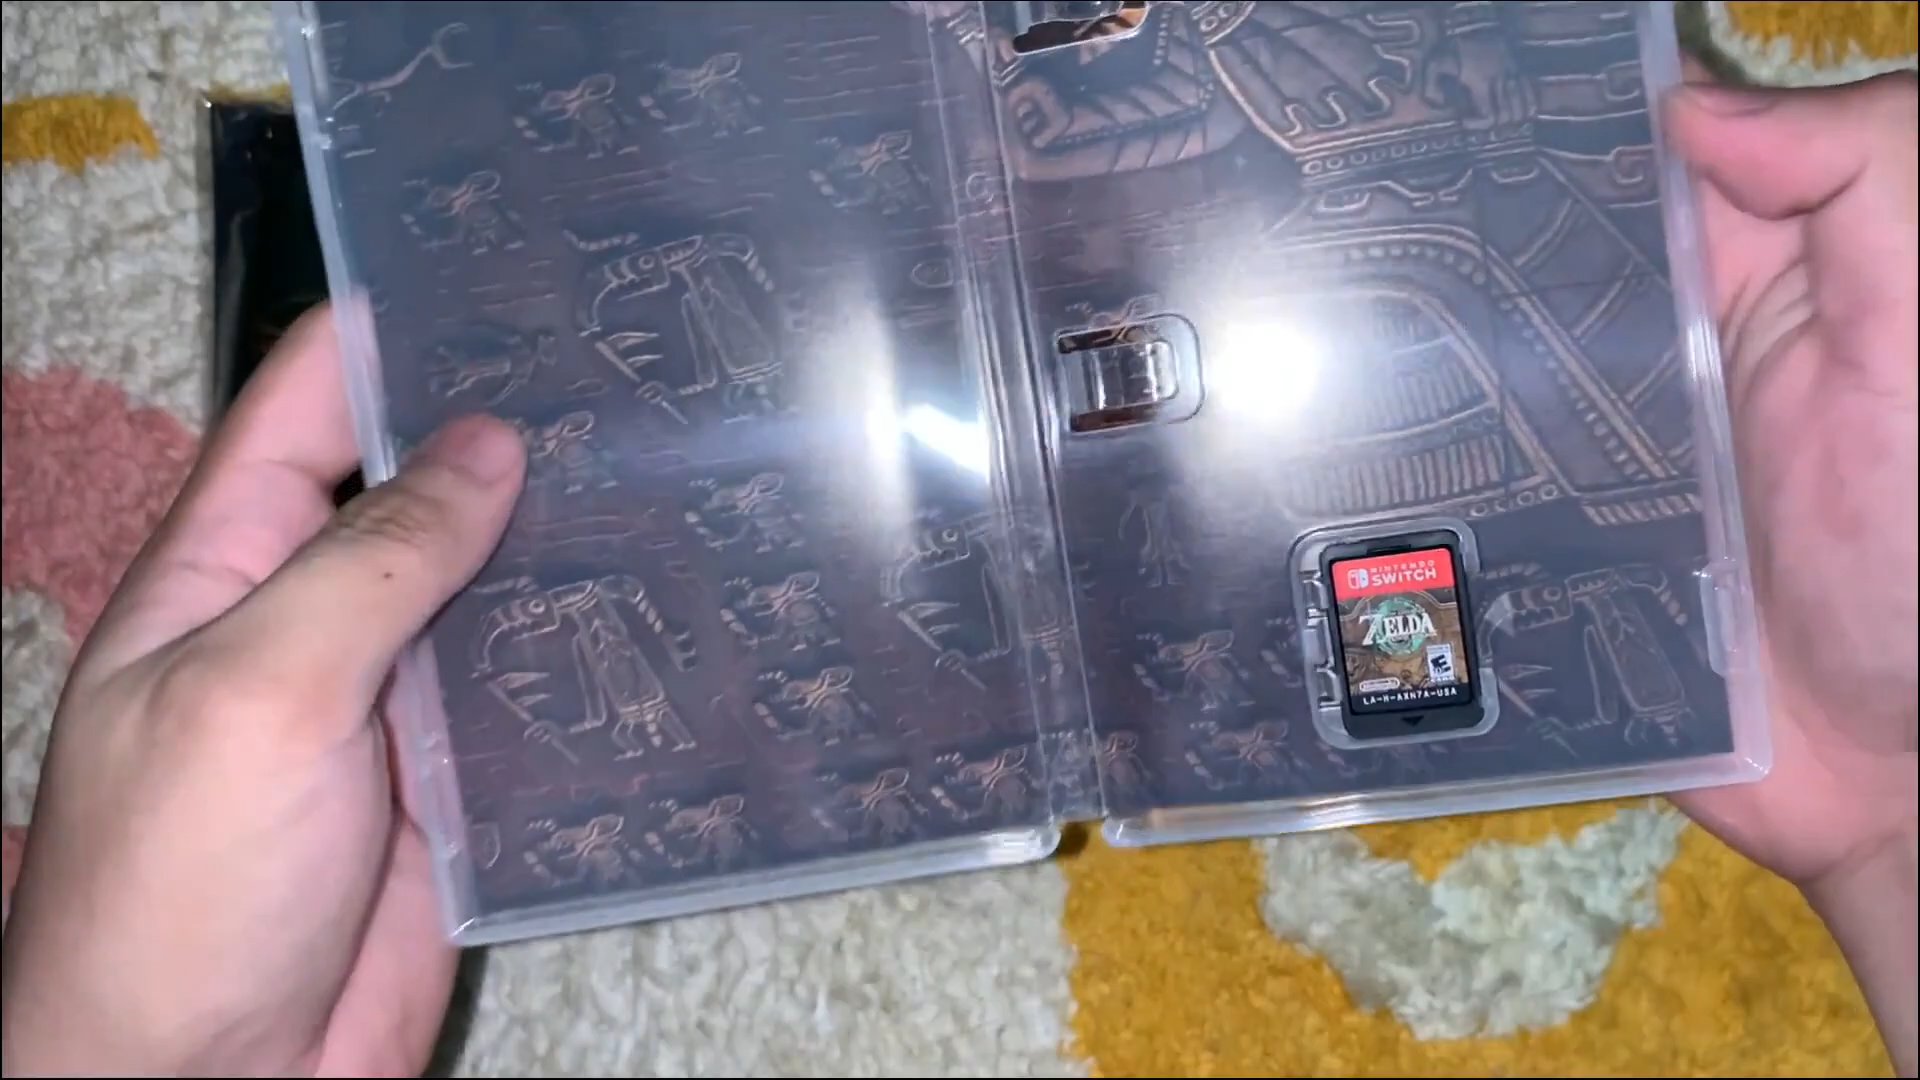 NINTENDO
SWITCH
ZELDA
E
LA-H-AXN7A-USA